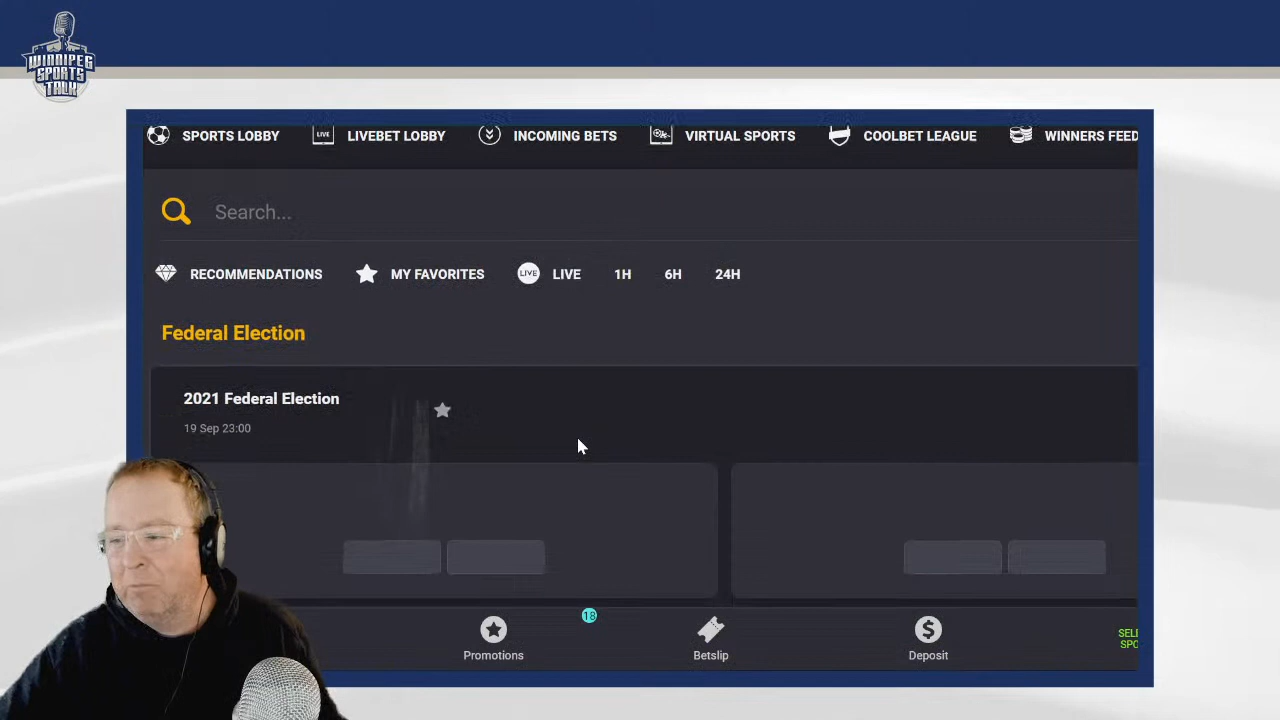 WINNIPEG
SPORTS
TALK
SPORTS LOBBY LIVE LIVEBET LOBBY INCOMING BETS VIRTUAL SPORTS COOLBET LEAGUE WINNERS FEED
Search...
RECOMMENDATIONS MY FAVORITES LIVE LIVE 1H 6H 24H
Federal Election
2021 Federal Election
19 Sep 23:00
18
Promotions Betslip $ Deposit